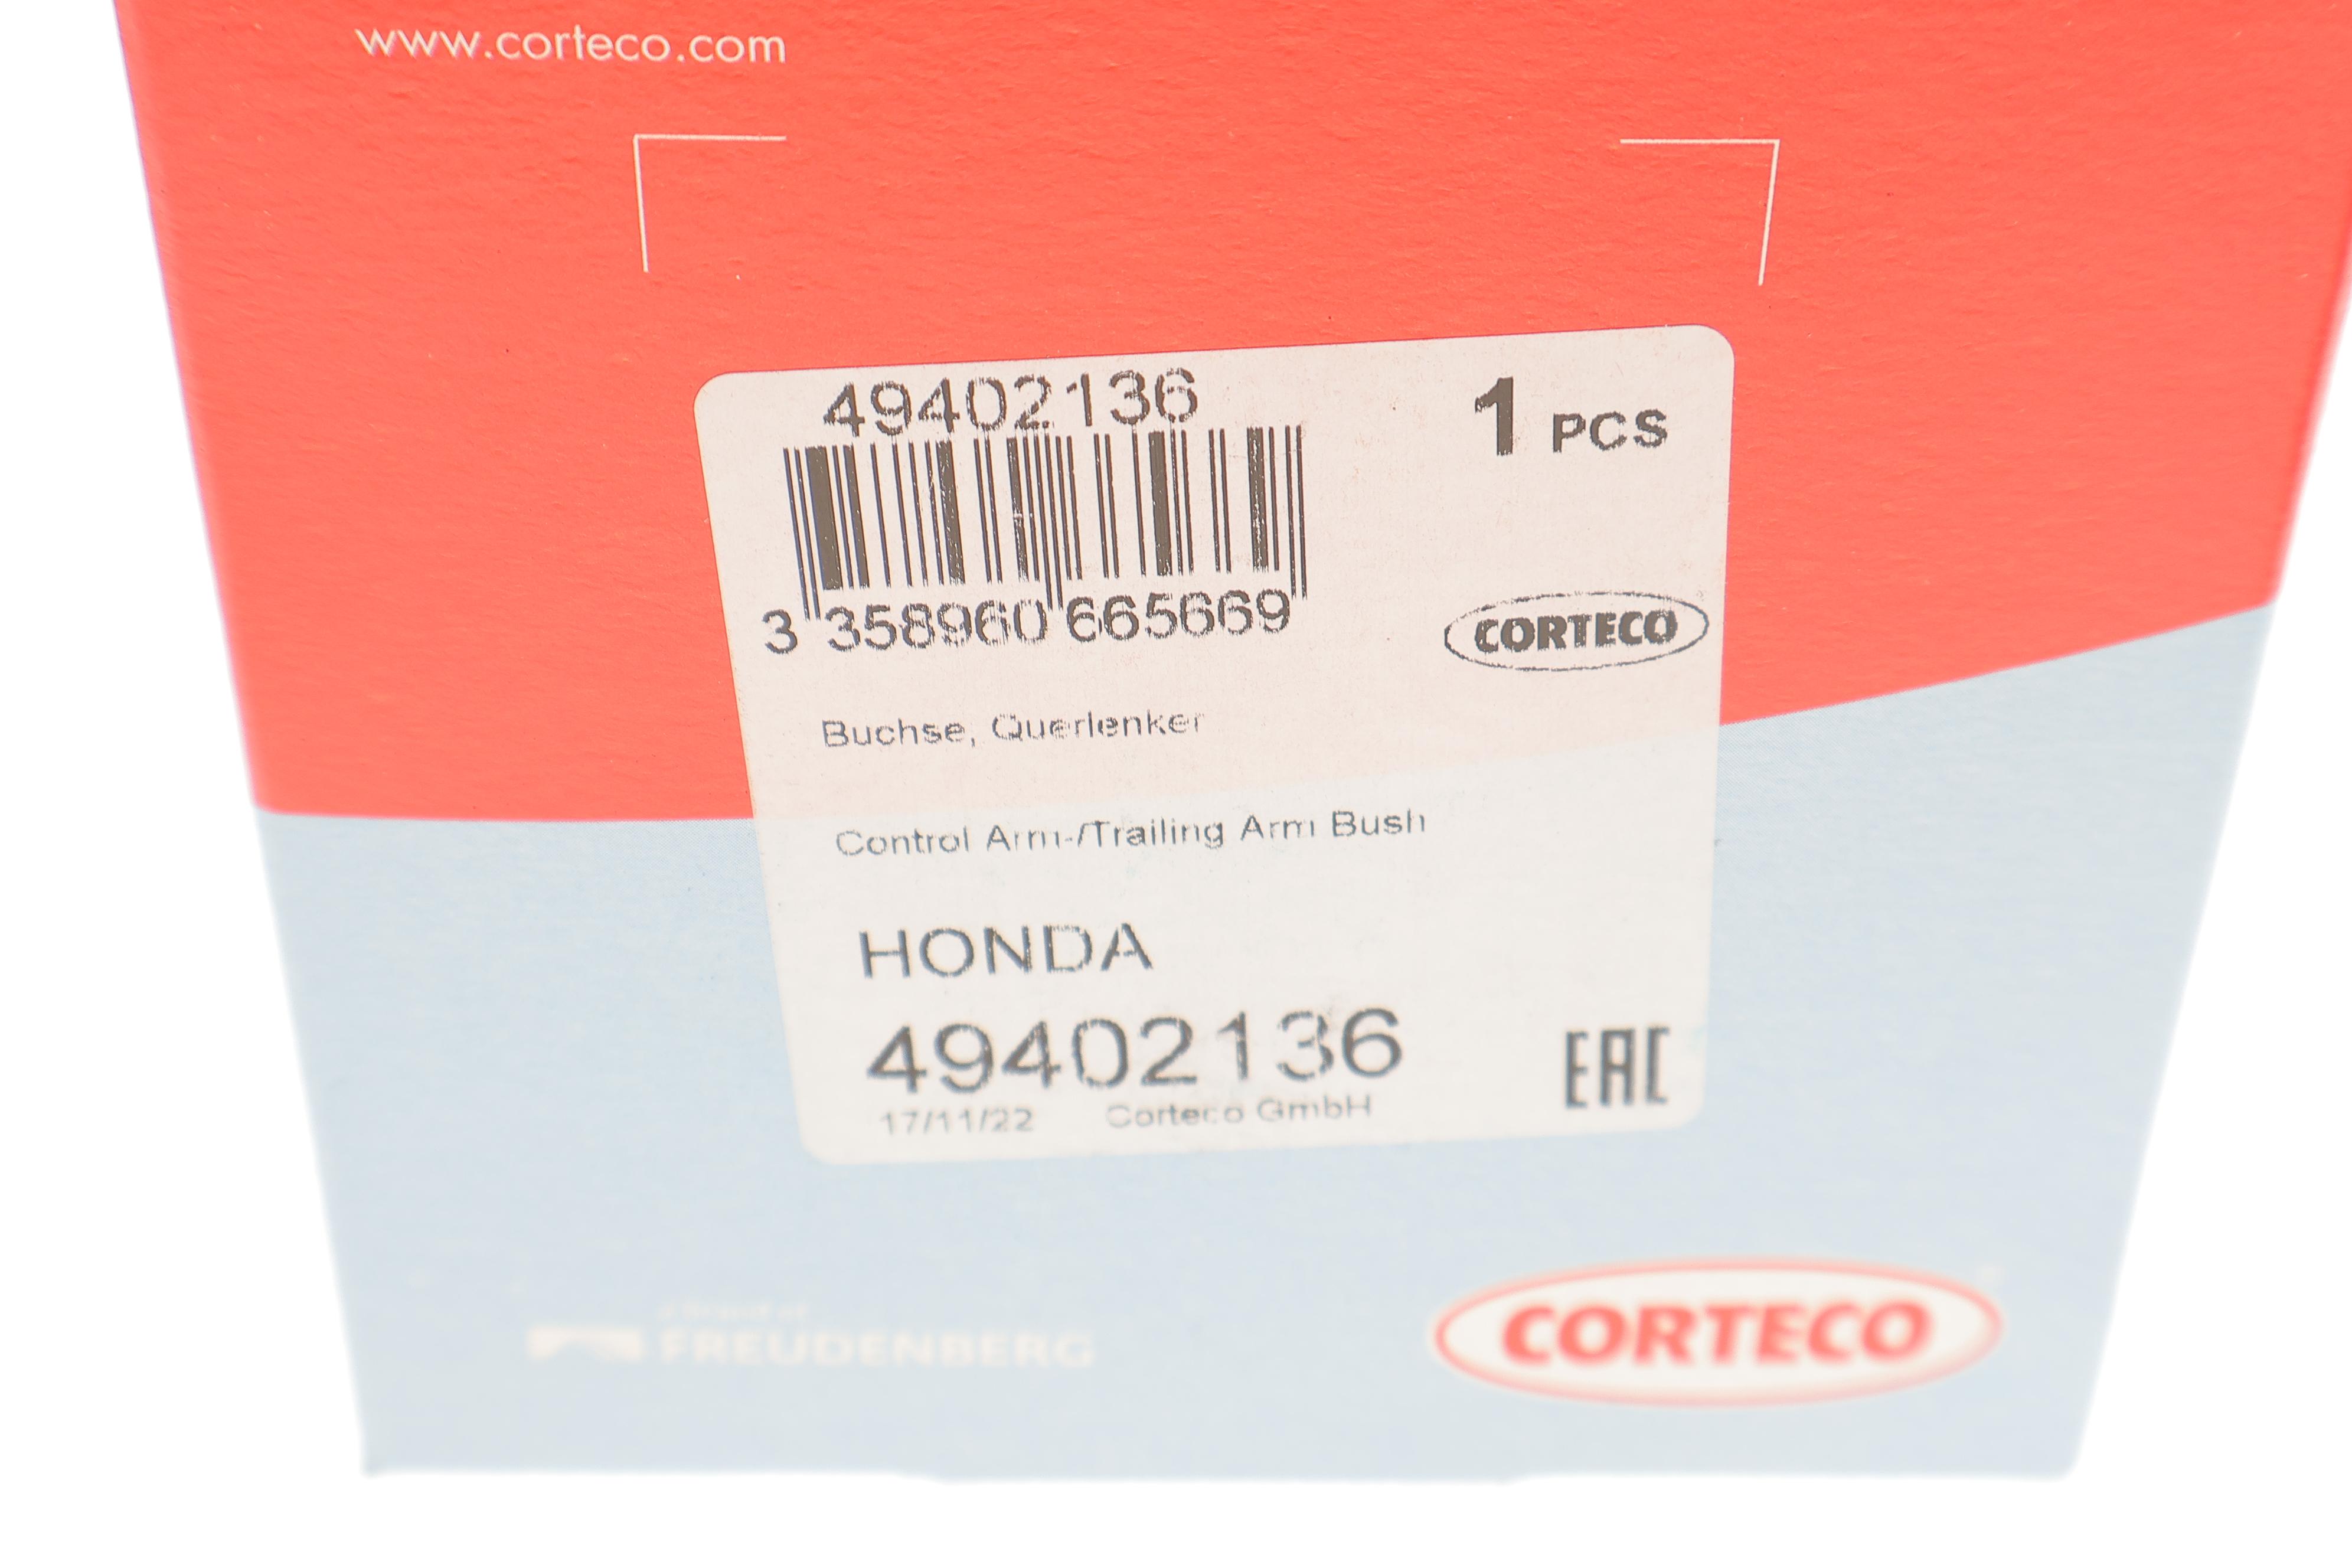 www.corteco.com
49402136
1 PCS
3 358960 665669
CORTECO
Buchse, Querlenker
Control Arm-/Trailing Arm Bush
HONDA
49402136
EAC
17/11/22 Corteco GmbH
FREUDENBERG
CORTECO